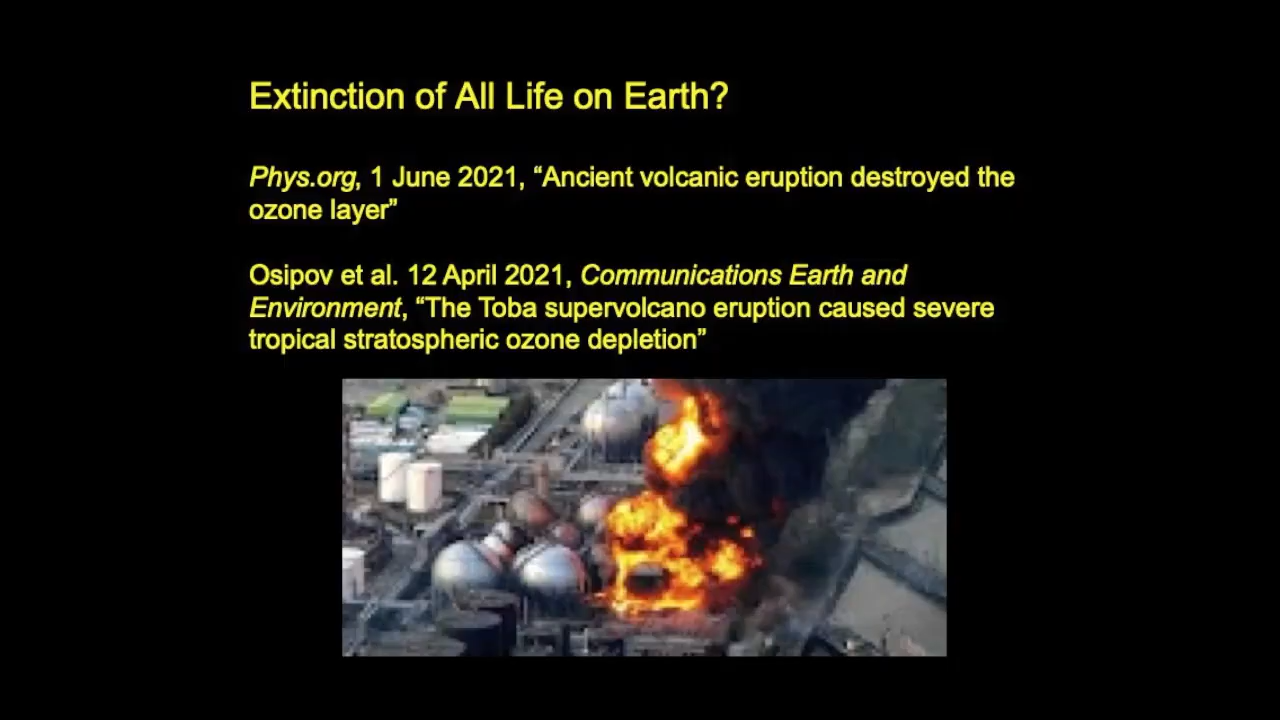 Extinction of All Life on Earth?
Phys.org, 1 June 2021, “Ancient volcanic eruption destroyed the
ozone layer”
Osipov et al. 12 April 2021, Communications Earth and
Environment, “The Toba supervolcano eruption caused severe
tropical stratospheric ozone depletion”